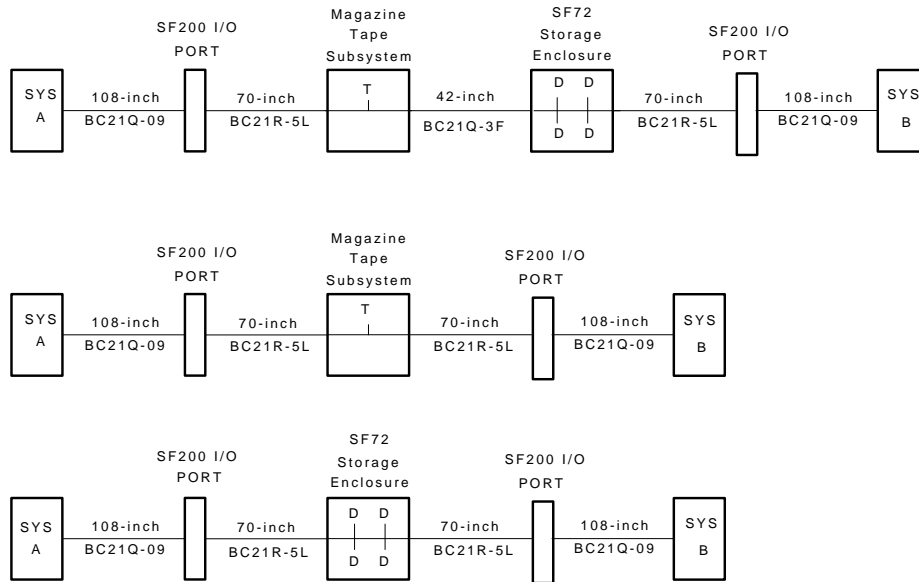 Magazine
Tape
Subsystem
SF72
Storage
Enclosure
SF200 I/O
PORT
SF200 I/O
PORT
SYS
A
108-inch
BC21Q-09
70-inch
BC21R-5L
T
42-inch
BC21Q-3F
D D
D D
70-inch
BC21R-5L
108-inch
BC21Q-09
SYS
B
Magazine
Tape
Subsystem
SF200 I/O
PORT
SF200 I/O
PORT
SYS
A
108-inch
BC21Q-09
70-inch
BC21R-5L
T
70-inch
BC21R-5L
108-inch
BC21Q-09
SYS
B
SF72
Storage
Enclosure
SF200 I/O
PORT
SF200 I/O
PORT
SYS
A
108-inch
BC21Q-09
70-inch
BC21R-5L
D D
D D
70-inch
BC21R-5L
108-inch
BC21Q-09
SYS
B